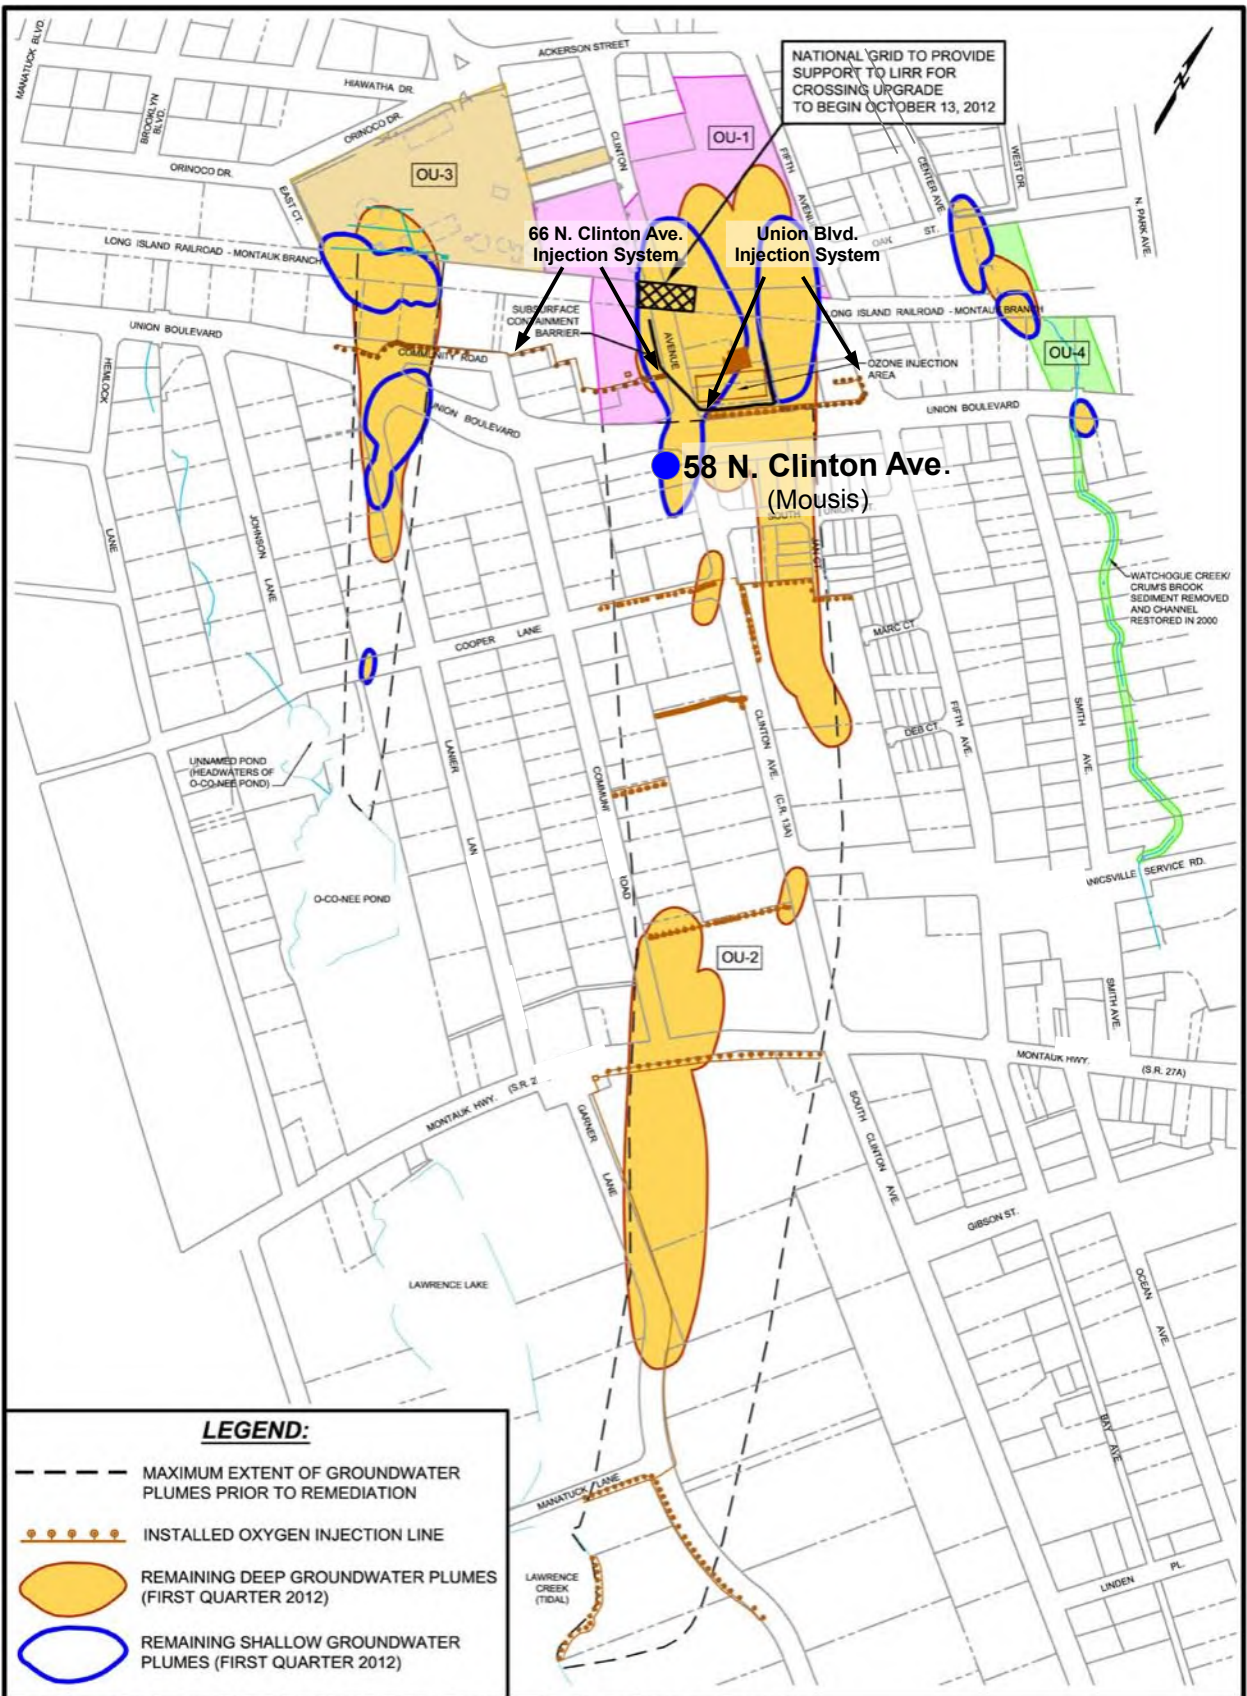 MANATUCK BLVD.
ACKERSON STREET
HIAWATHA DR.
BROOKLYN
BLVD.
ORINOCO DR.
ORINOCO DR.
EAST CT.
OU-3
CLINTON
OU-1
NATIONAL GRID TO PROVIDE
SUPPORT TO LIRR FOR
CROSSING UPGRADE
TO BEGIN OCTOBER 13, 2012
N
FIFTH
AVENU
CENTER AVE
WEST DR.
N. PARK AVE.
OAK ST.
LONG ISLAND RAILROAD - MONTAUK BRANCH
66 N. Clinton Ave.
Injection System
Union Blvd.
Injection System
SUBSURFACE
CONTAINMENT
BARRIER
AVENUE
LONG ISLAND RAILROAD - MONTAUK BRANCH
OU-4
UNION BOULEVARD
COMMUNITY ROAD
OZONE INJECTION
AREA
HEMLOCK
LANE
UNION BOULEVARD
UNION BOULEVARD
58 N. Clinton Ave.
(Mousis)
SOUTH UNION ST.
JAN CT.
JOHNSON
LANE
WATCHOGUE CREEK/
CRUM'S BROOK
SEDIMENT REMOVED
AND CHANNEL
RESTORED IN 2000
COOPER LANE
MARC CT.
DEB CT.
FIFTH AVE.
SMITH
AVE.
UNNAMED POND
(HEADWATERS OF
O-CO-NEE POND)
LANIER
LAN
COMMUNI
ROAD
CLINTON AVE. (C.R. 13A)
O-CO-NEE POND
NICSVILLE SERVICE RD.
OU-2
SMITH AVE.
MONTAUK HWY.
(S.R. 27A)
MONTAUK HWY. (S.R. 2
GARNER
LANE
SOUTH CLINTON AVE.
GIBSON ST.
LAWRENCE LAKE
OCEAN
AVE.
BAY AVE
MANATUCK LANE
LAWRENCE
CREEK
(TIDAL)
LINDEN PL.
LEGEND:
MAXIMUM EXTENT OF GROUNDWATER
PLUMES PRIOR TO REMEDIATION
INSTALLED OXYGEN INJECTION LINE
REMAINING DEEP GROUNDWATER PLUMES
(FIRST QUARTER 2012)
REMAINING SHALLOW GROUNDWATER
PLUMES (FIRST QUARTER 2012)